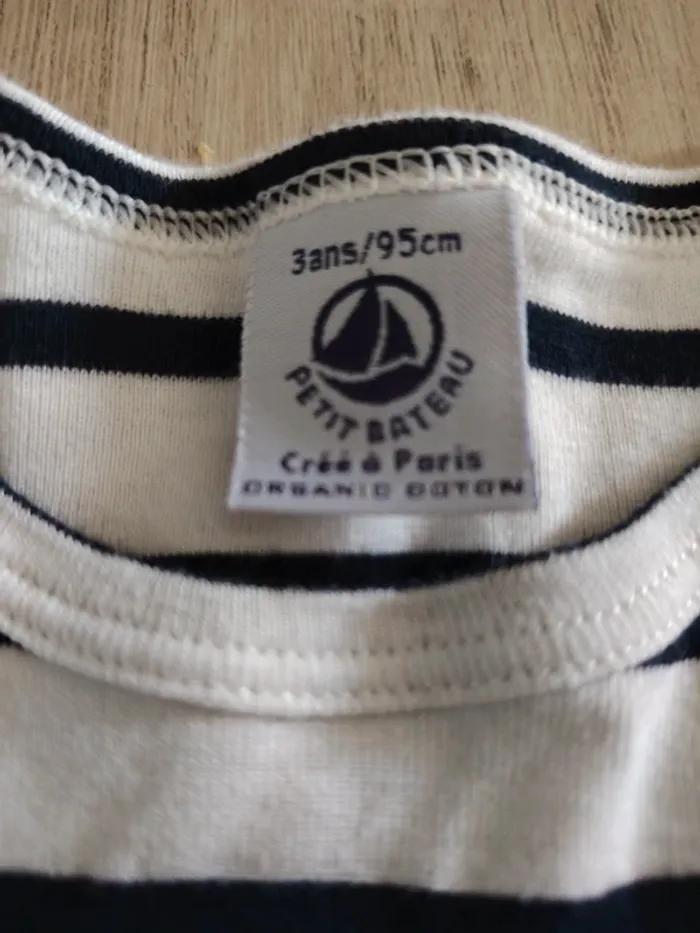 3ans/95cm
PETIT BATEAU
Créé à Paris
ORGANIC COTON